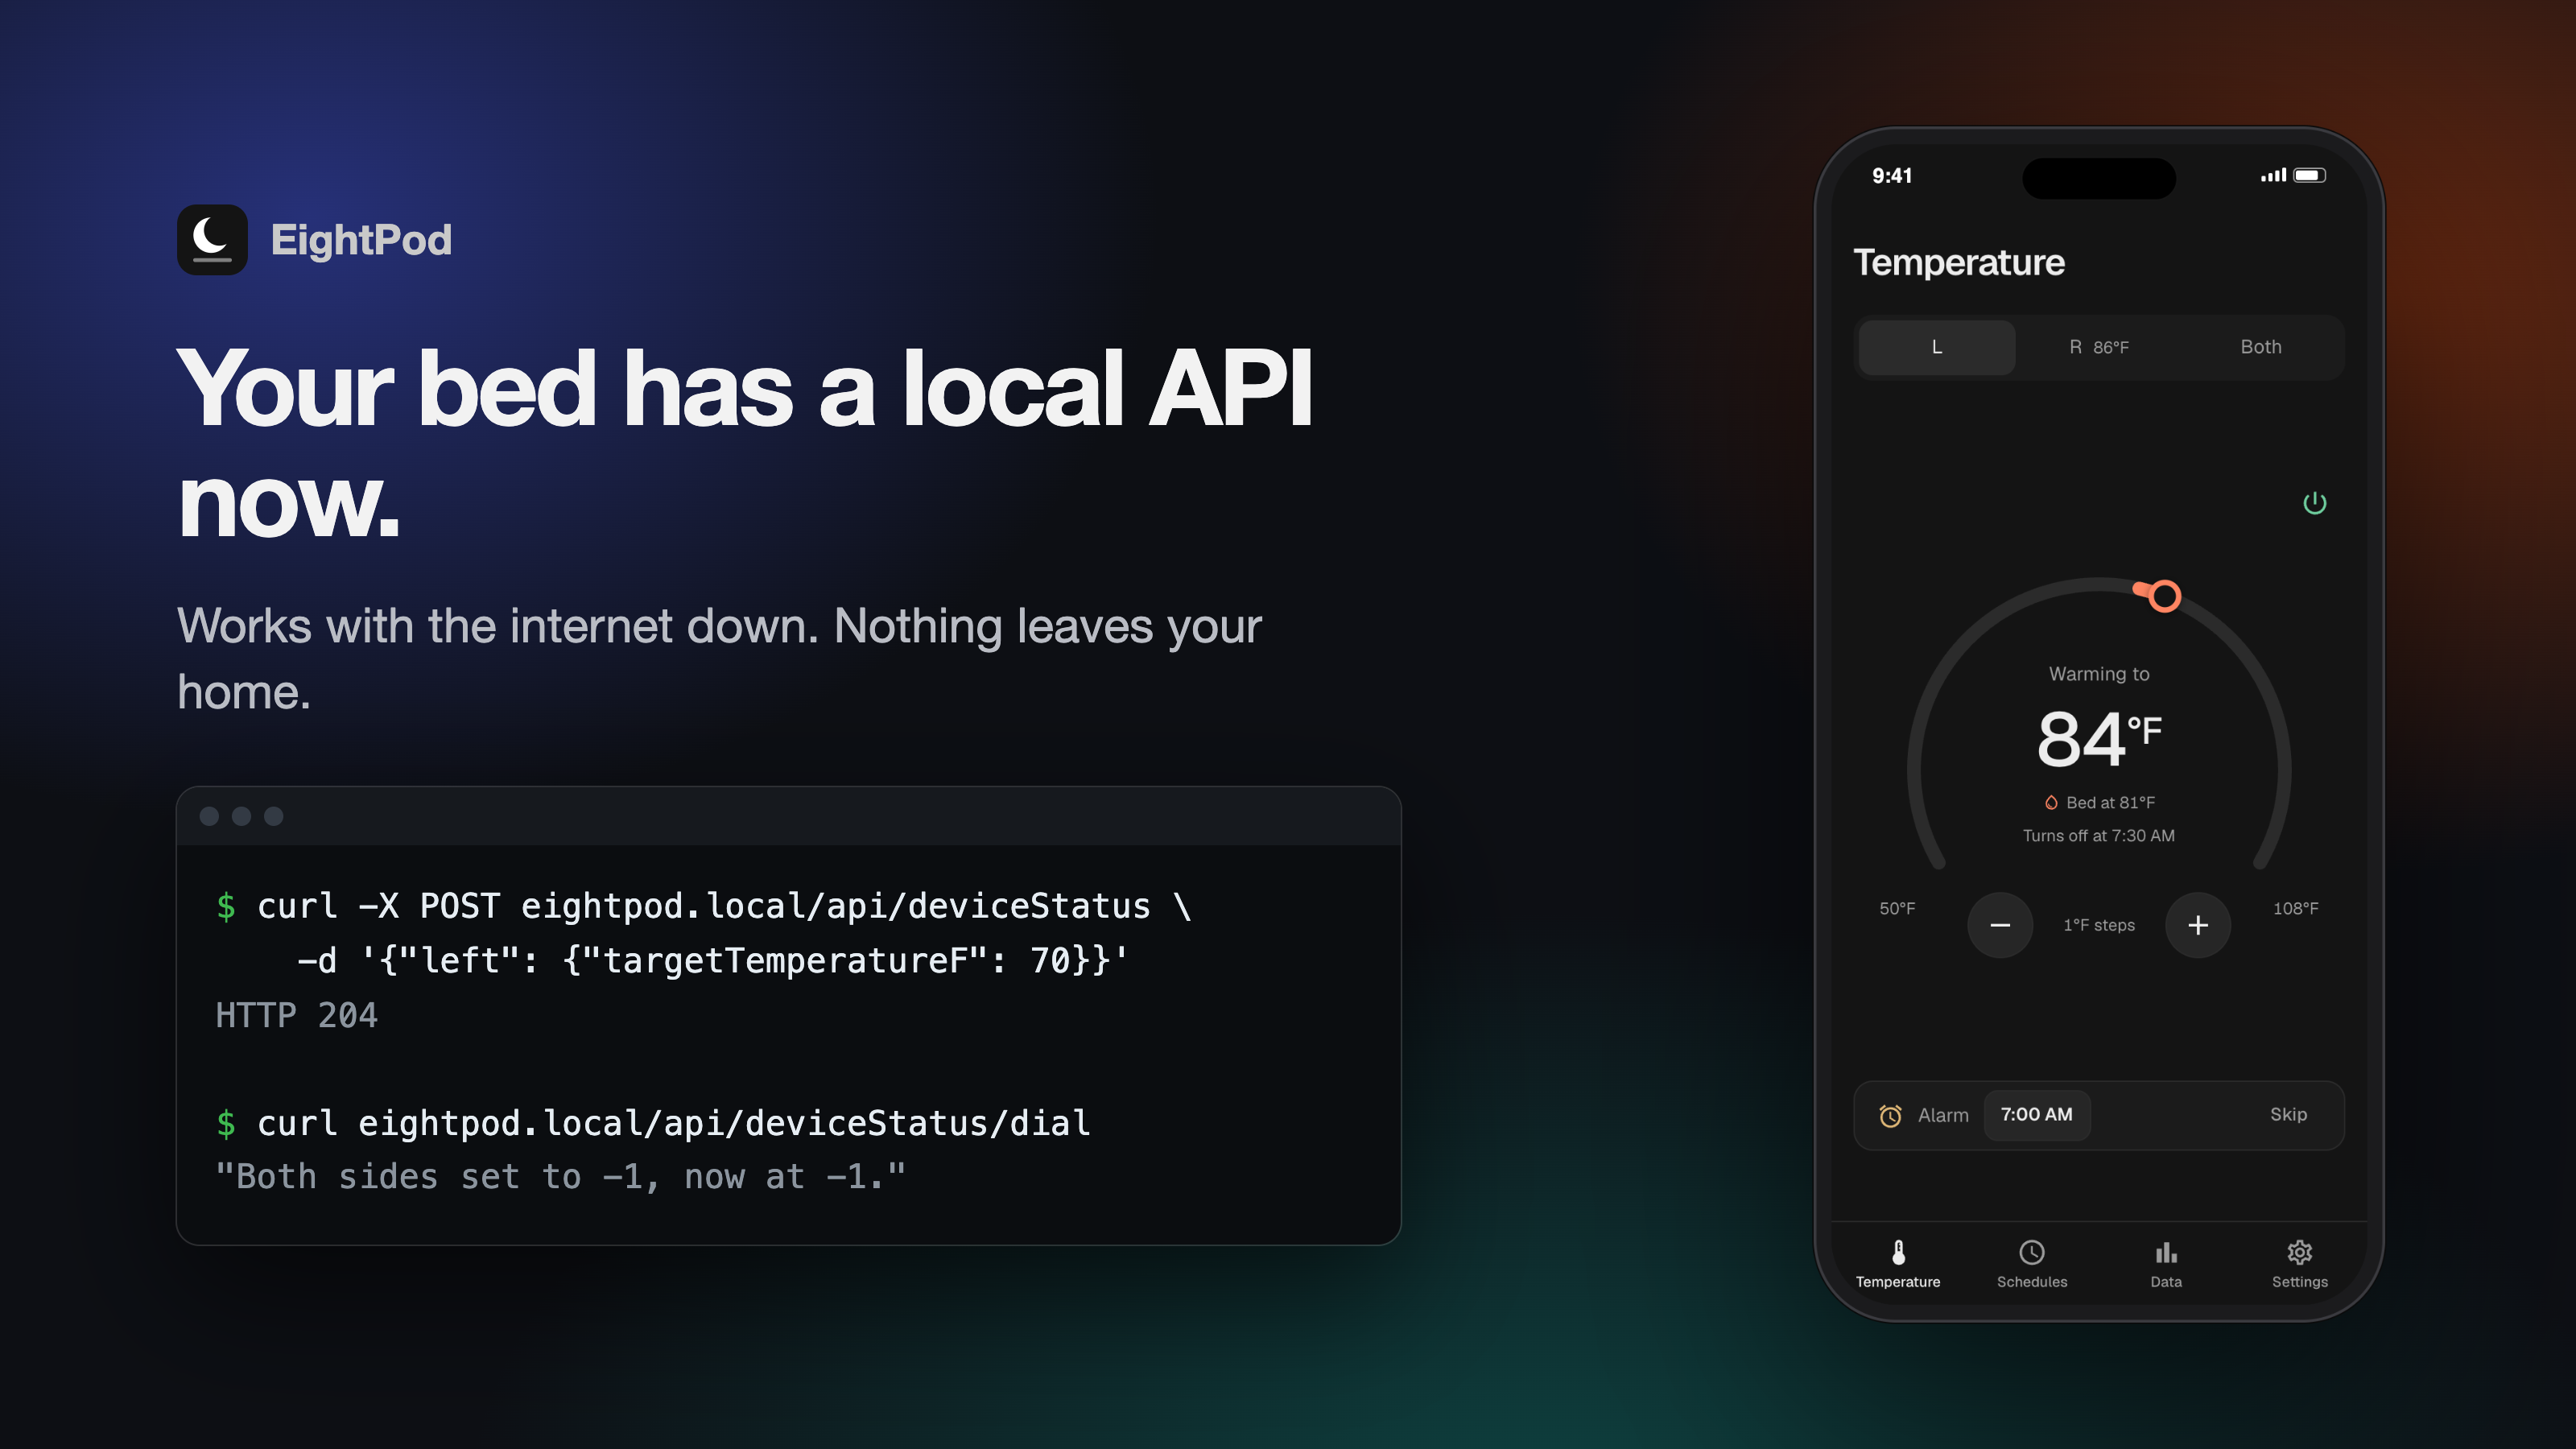 EightPod
Your bed has a local API
now.
Works with the internet down. Nothing leaves your
home.
$ curl -X POST eightpod.local/api/deviceStatus \
-d '{"left": {"targetTemperatureF": 70}}'
HTTP 204
$ curl eightpod.local/api/deviceStatus/dial
"Both sides set to -1, now at -1."
9:41
Temperature
L R 86°F Both
Warming to
84°F
Bed at 81°F
Turns off at 7:30 AM
50°F 1°F steps 108°F
Alarm 7:00 AM Skip
Temperature Schedules Data Settings